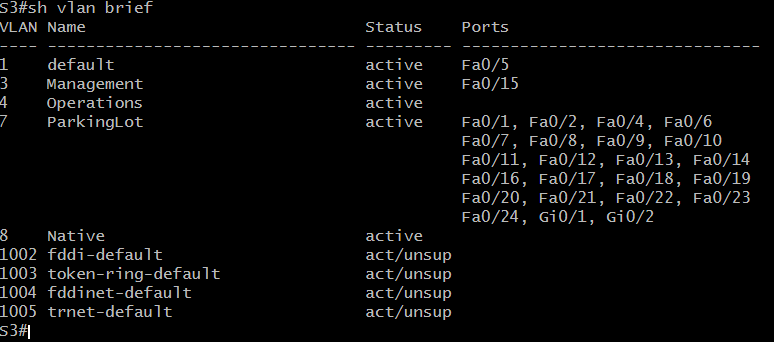 S3#sh vlan brief
VLAN Name                             Status    Ports
---- -------------------------------- --------- -------------------------------
1    default                          active    Fa0/5
3    Management                       active    Fa0/15
4    Operations                       active
7    ParkingLot                       active    Fa0/1, Fa0/2, Fa0/4, Fa0/6
                                                Fa0/7, Fa0/8, Fa0/9, Fa0/10
                                                Fa0/11, Fa0/12, Fa0/13, Fa0/14
                                                Fa0/16, Fa0/17, Fa0/18, Fa0/19
                                                Fa0/20, Fa0/21, Fa0/22, Fa0/23
                                                Fa0/24, Gi0/1, Gi0/2
8    Native                           active
1002 fddi-default                     act/unsup
1003 token-ring-default               act/unsup
1004 fddinet-default                  act/unsup
1005 trnet-default                    act/unsup
S3#